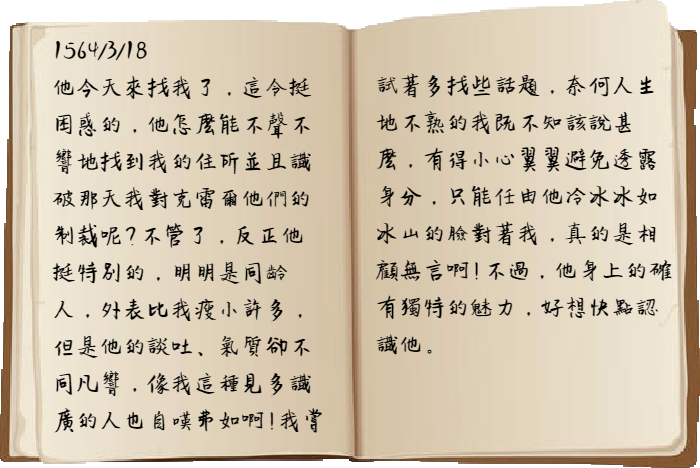 1564/3/18
他今天來找我了，這令挺
困惑的，他怎麼能不聲不
響地找到我的住所並且識
破那天我對克雷爾他們的
制裁呢?不管了，反正他
挺特別的，明明是同齡
人，外表比我瘦小許多，
但是他的談吐、氣質卻不
同凡響，像我這種見多識
廣的人也自嘆弗如啊!我嘗
試著多找些話題，奈何人生
地不熟的我既不知該說甚
麼，有得小心翼翼避免透露
身分，只能任由他冷冰冰如
冰山的臉對著我，真的是相
顧無言啊!不過，他身上的確
有獨特的魅力，好想快點認
識他。